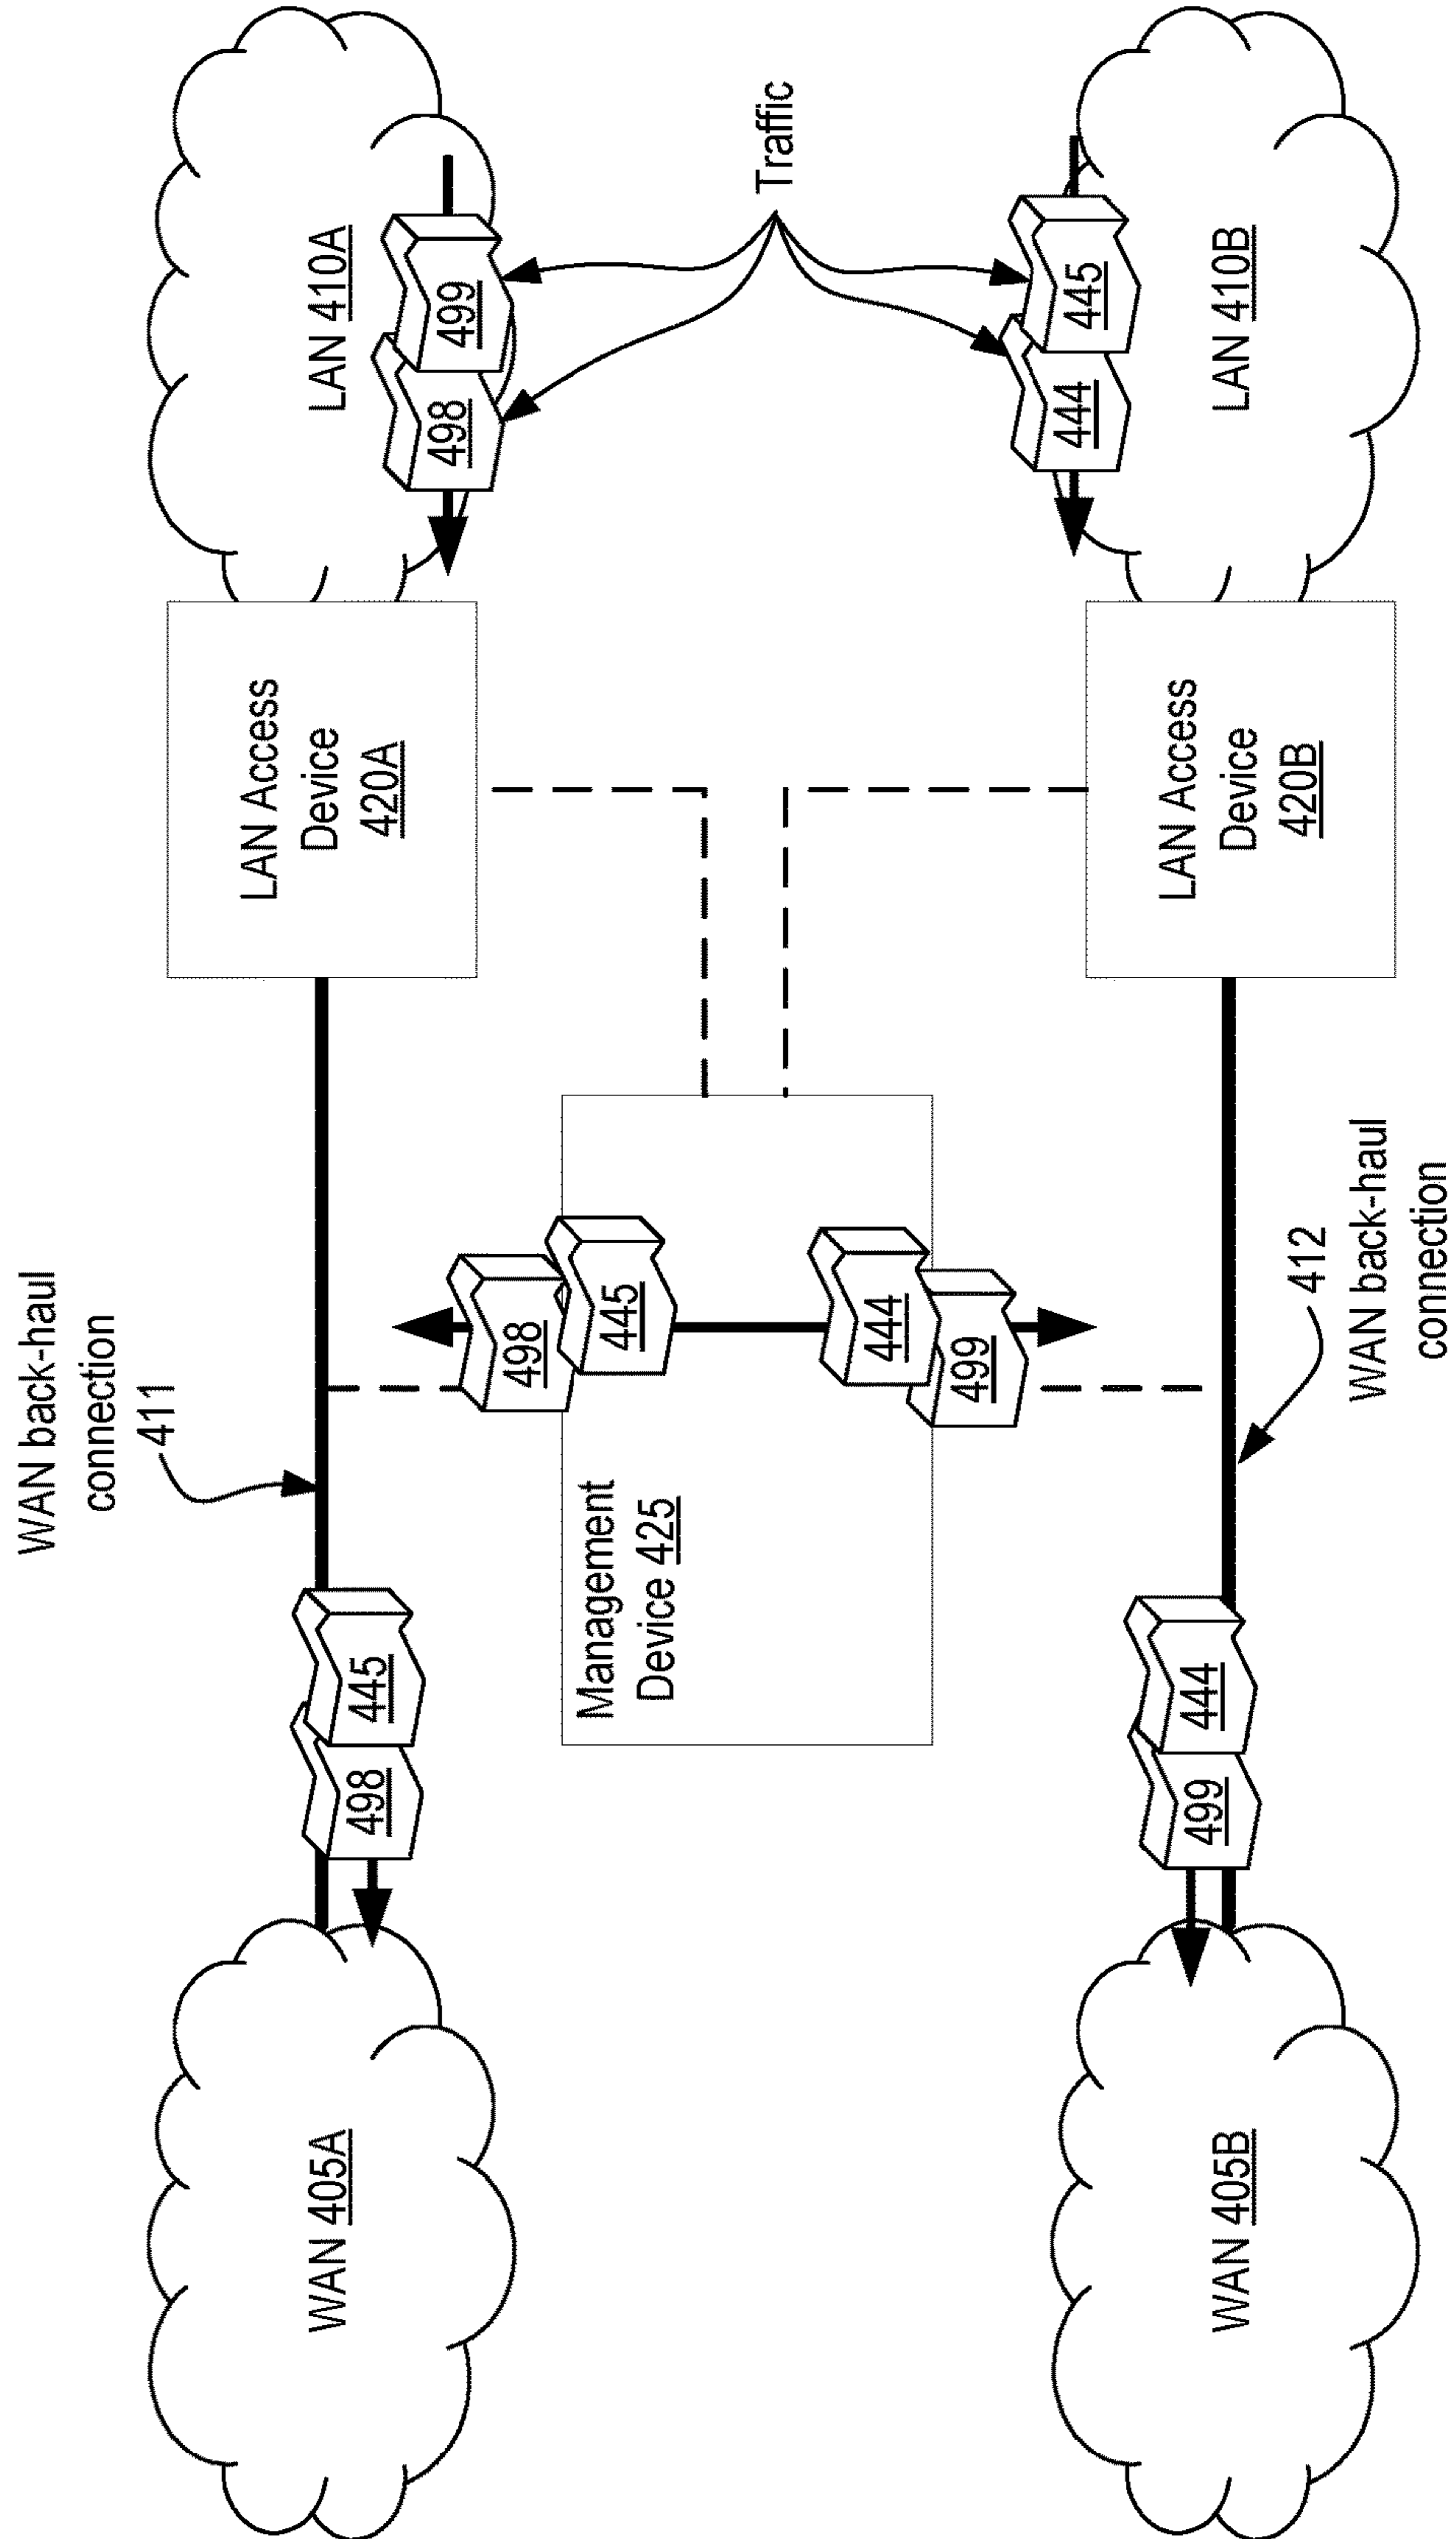 WAN back-haul
connection
411
WAN 405A
498
445
LAN Access
Device
420A
LAN 410A
498
499
Management
Device 425
498
445
444
499
Traffic
WAN 405B
499
444
LAN Access
Device
420B
444
445
LAN 410B
412
WAN back-haul
connection